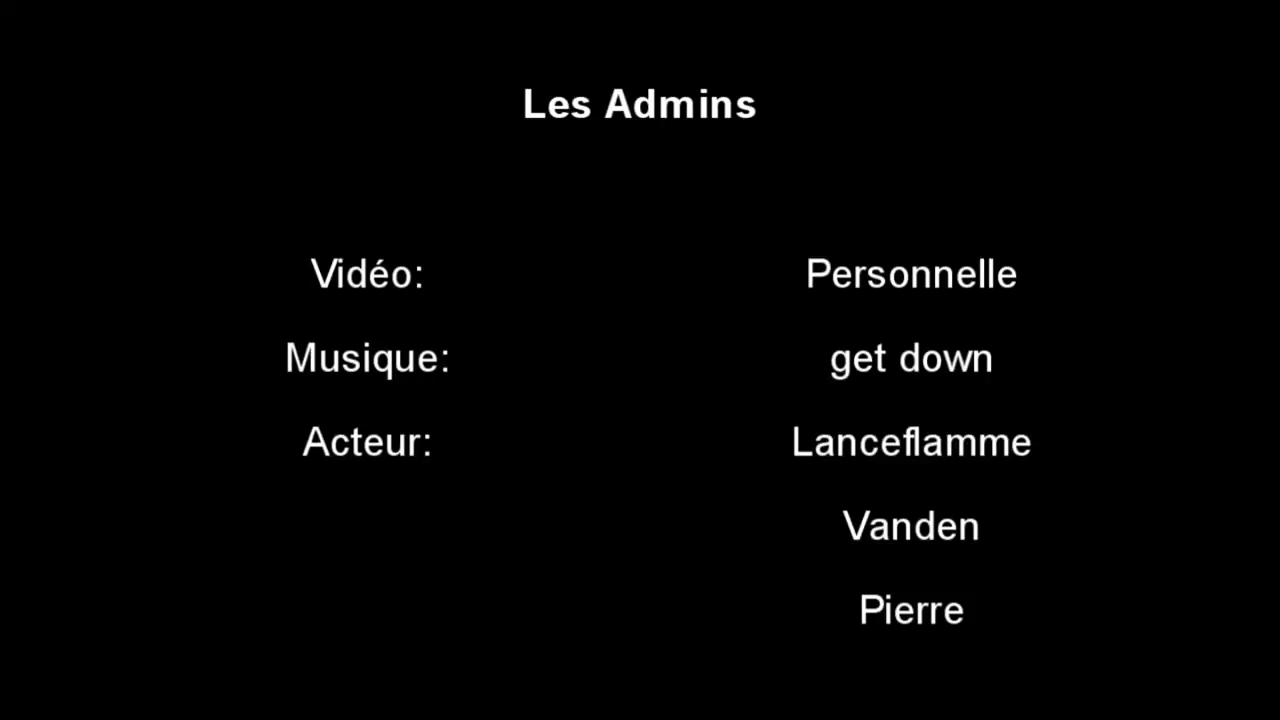 Les Admins
Vidéo: Personnelle
Musique: get down
Acteur: Lanceflamme
Vanden
Pierre